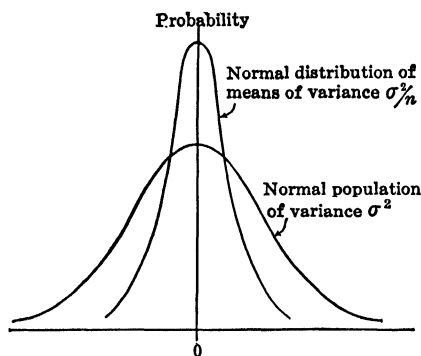 Probability
Normal distribution of
means of variance σ²/n
Normal population
of variance σ²
0